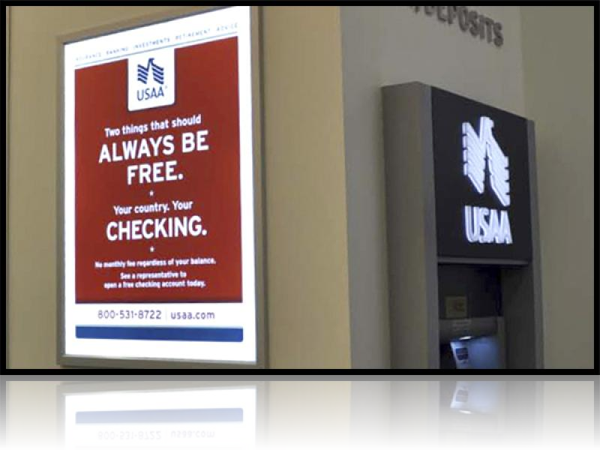 INSURANCE BANKING INVESTMENTS RETIREMENT ADVICE
USAA
Two things that should
ALWAYS BE
FREE.
Your country. Your
CHECKING.
No monthly fee regardless of your balance.
See a representative to
open a free checking account today.
800-531-8722 | usaa.com
DEPOSITS
USAA